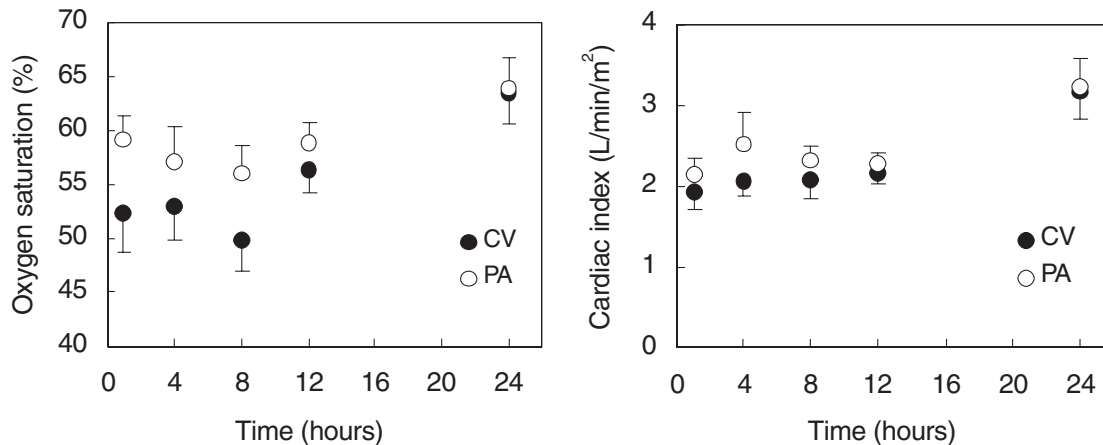 Oxygen saturation (%)
70
65
60
55
50
45
40
0 4 8 12 16 20 24
Time (hours)
CV
PA
Cardiac index (L/min/m²)
4
3
2
1
0
0 4 8 12 16 20 24
Time (hours)
CV
PA